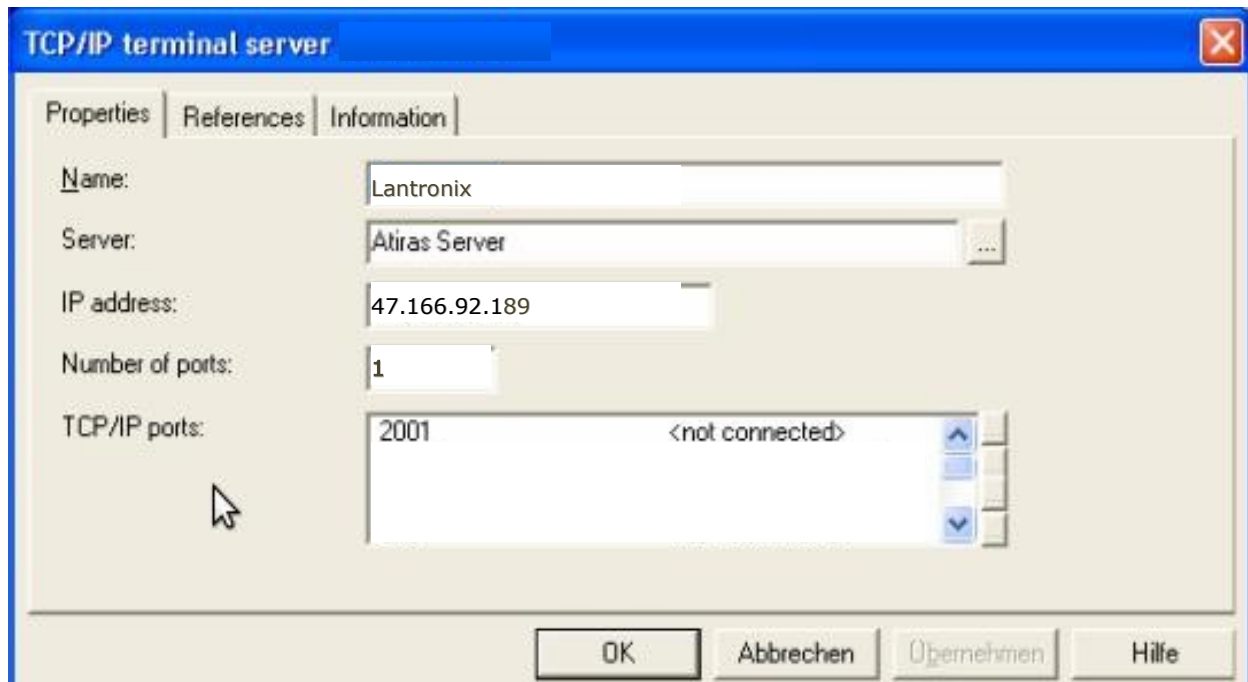 TCP/IP terminal server
Properties References Information
Name: Lantronix
Server: Atiras Server ...
IP address: 47.166.92.189
Number of ports: 1
TCP/IP ports: 2001 <not connected>
OK Abbrechen Übernehmen Hilfe